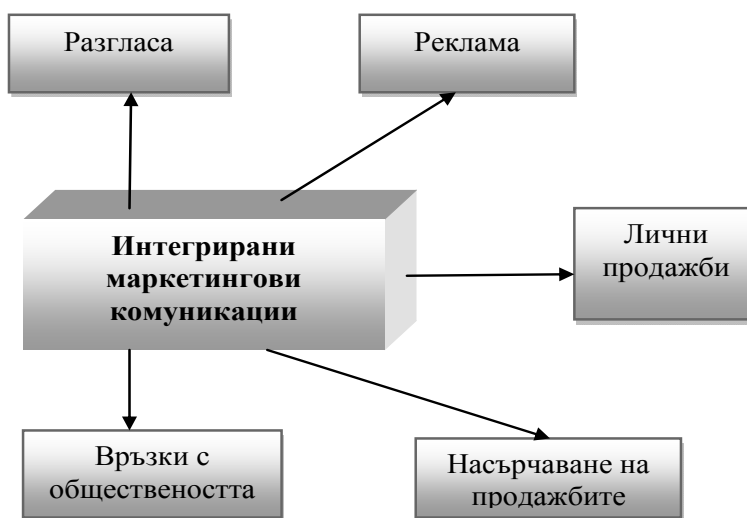 Разгласа
Реклама
Интегрирани
маркетингови
комуникации
Лични
продажби
Връзки с
обществеността
Насърчаване на
продажбите